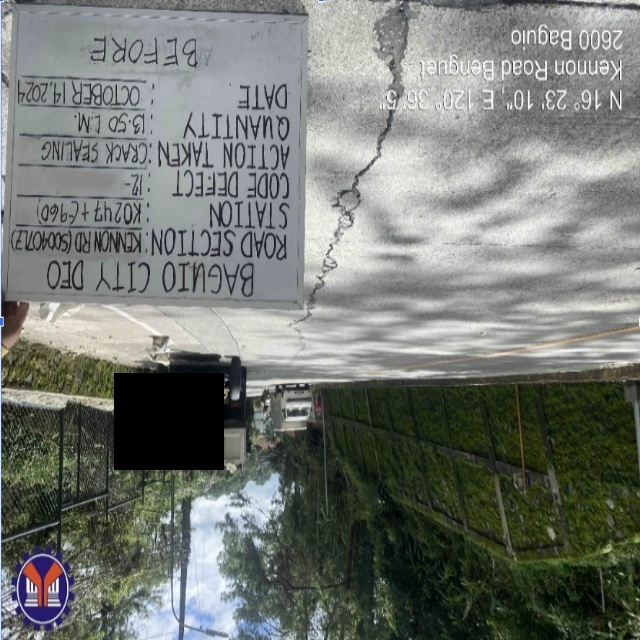 BAGUIO CITY DEO
ROAD SECTION : KENNON RD (S00407LZ)
STATION : K0247+(-960)
CODE DEFECT : 12-
ACTION TAKEN : CRACK SEALING
QUANTITY : 13.50 L.M.
DATE : OCTOBER 14, 2024
BEFORE
N 16° 23' 10" E 120° 36' 5"
Kennon Road Benguet
2600 Baguio